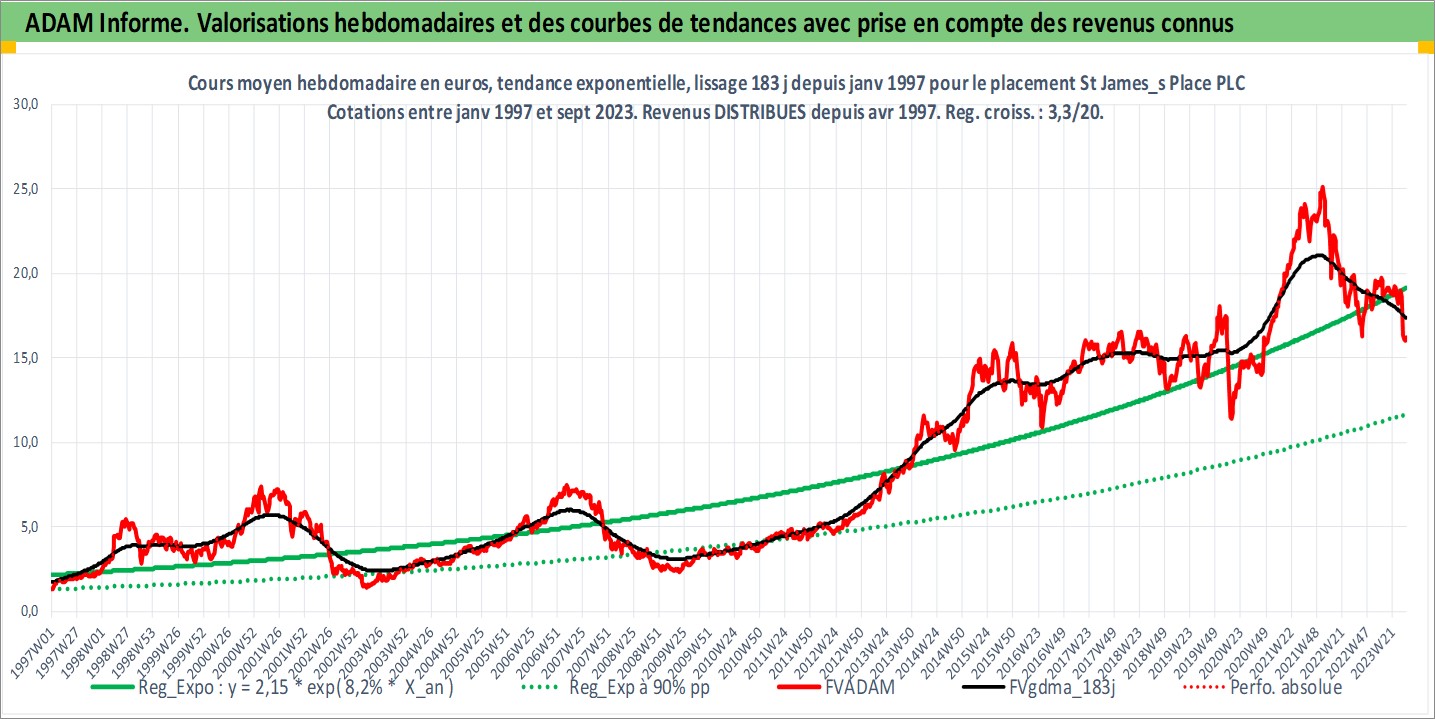 ADAM Informe. Valorisations hebdomadaires et des courbes de tendances avec prise en compte des revenus connus
Cours moyen hebdomadaire en euros, tendance exponentielle, lissage 183 j depuis janv 1997 pour le placement St James_s Place PLC
Cotations entre janv 1997 et sept 2023. Revenus DISTRIBUES depuis avr 1997. Reg. croiss. : 3,3/20.
30,0
25,0
20,0
15,0
10,0
5,0
0,0
1997W01 1997W27 1998W01 1998W27 1998W53 1999W26 1999W52 2000W26 2000W52 2001W26 2001W52 2002W26 2002W52 2003W26 2003W52 2004W26 2004W52 2005W25 2005W51 2006W25 2006W51 2007W25 2007W51 2008W25 2008W51 2009W25 2009W51 2010W24 2010W50 2011W24 2011W50 2012W24 2012W50 2013W24 2013W50 2014W24 2014W50 2015W24 2015W50 2016W23 2016W49 2017W23 2017W49 2018W23 2018W49 2019W23 2019W49 2020W23 2020W49 2021W22 2021W48 2022W21 2022W47 2023W21
Reg_Expo : y = 2,15 * exp( 8,2% * X_an )
Reg_Exp à 90% pp
FVADAM
FVgdma_183j
Perfo. absolue